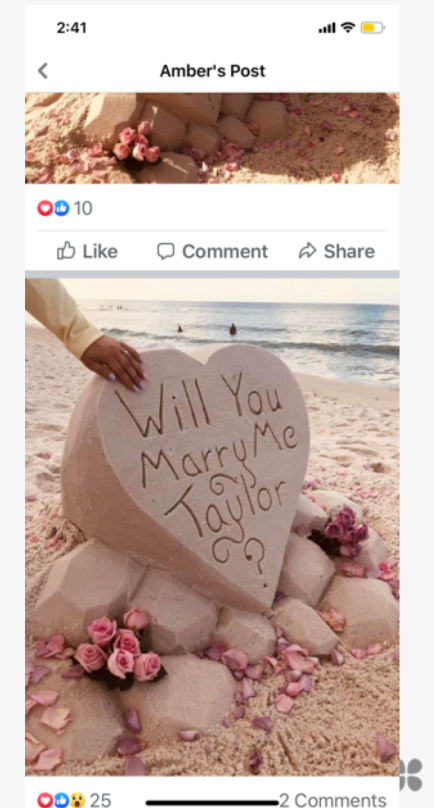 2:41
Amber's Post
10
Like Comment Share
Will You
Marry Me
Taylor
?
25
2 Comments